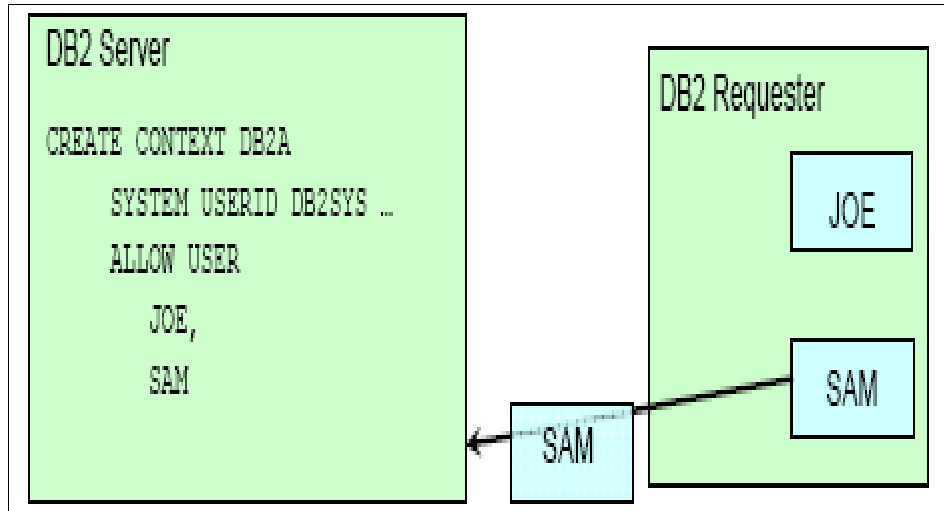 DB2 Server
CREATE CONTEXT DB2A
SYSTEM USERID DB2SYS …
ALLOW USER
JOE,
SAM
DB2 Requester
JOE
SAM
SAM